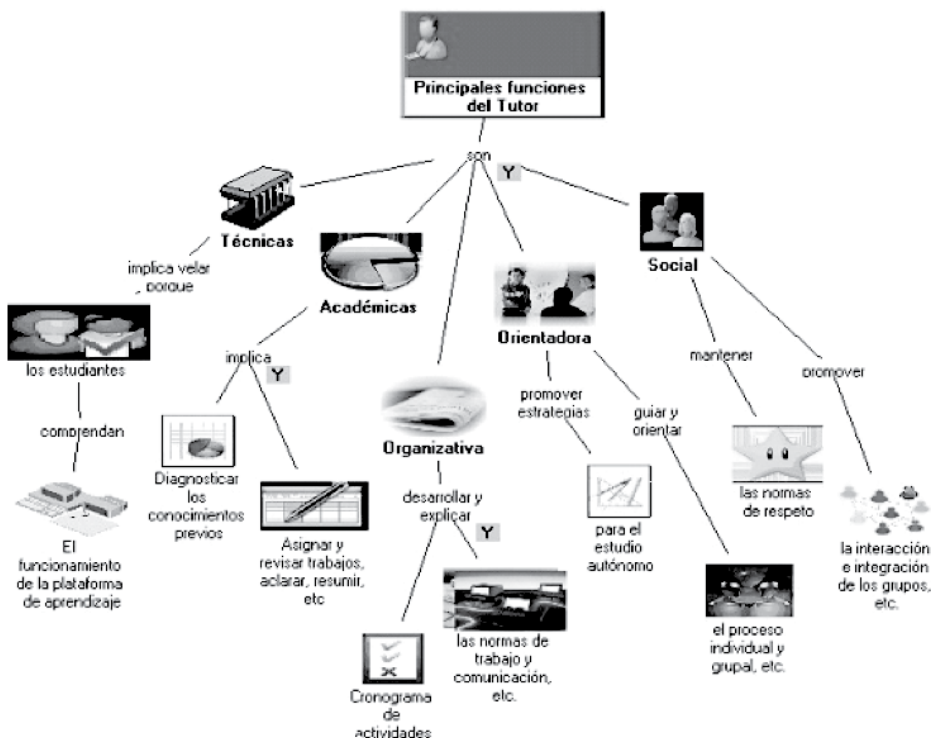 Principales funciones
del Tutor
son
Y
Técnicas
implica velar
porque
los estudiantes
comprendan
El
funcionamiento
de la plataforma
de aprendizaje
Académicas
implica
Y
Diagnosticar
los
conocimientos
previos
Asignar y
revisar trabajos,
aclarar, resumir,
etc
Organizativa
desarrollar y
explicar
Y
Cronograma
de
actividades
las normas de
trabajo y
comunicación,
etc.
Orientadora
promover
estrategias
para el
estudio
autónomo
guiar y
orientar
el proceso
individual y
grupal, etc.
Social
mantener
las normas
de respeto
promover
la interacción
e integración
de los grupos,
etc.